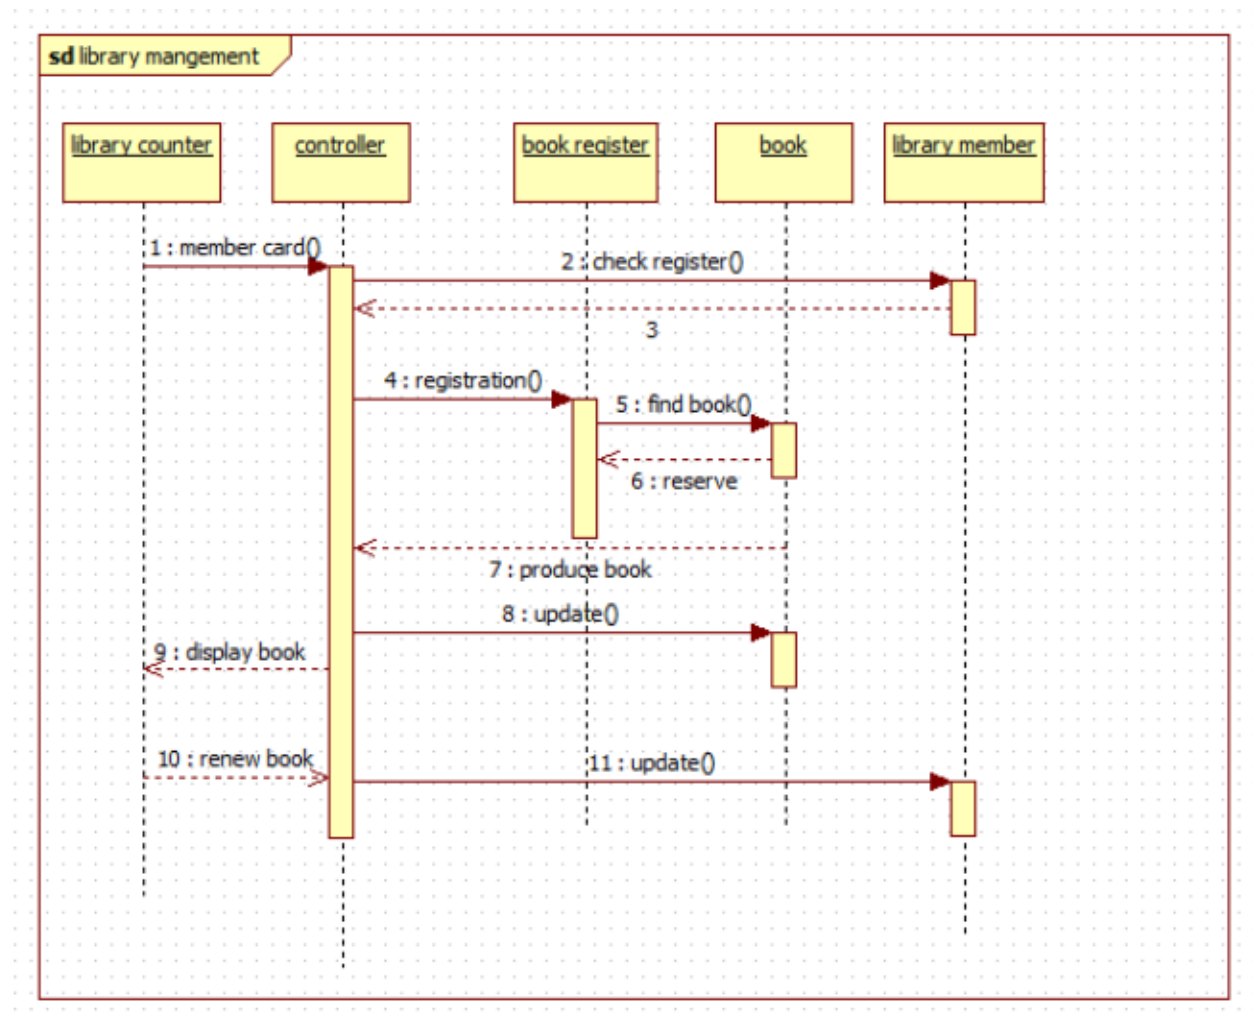 sd library mangement
library counter
controller
book register
book
library member
1 : member card()
2 : check register()
3
4 : registration()
5 : find book()
6 : reserve
7 : produce book
8 : update()
9 : display book
10 : renew book
11 : update()